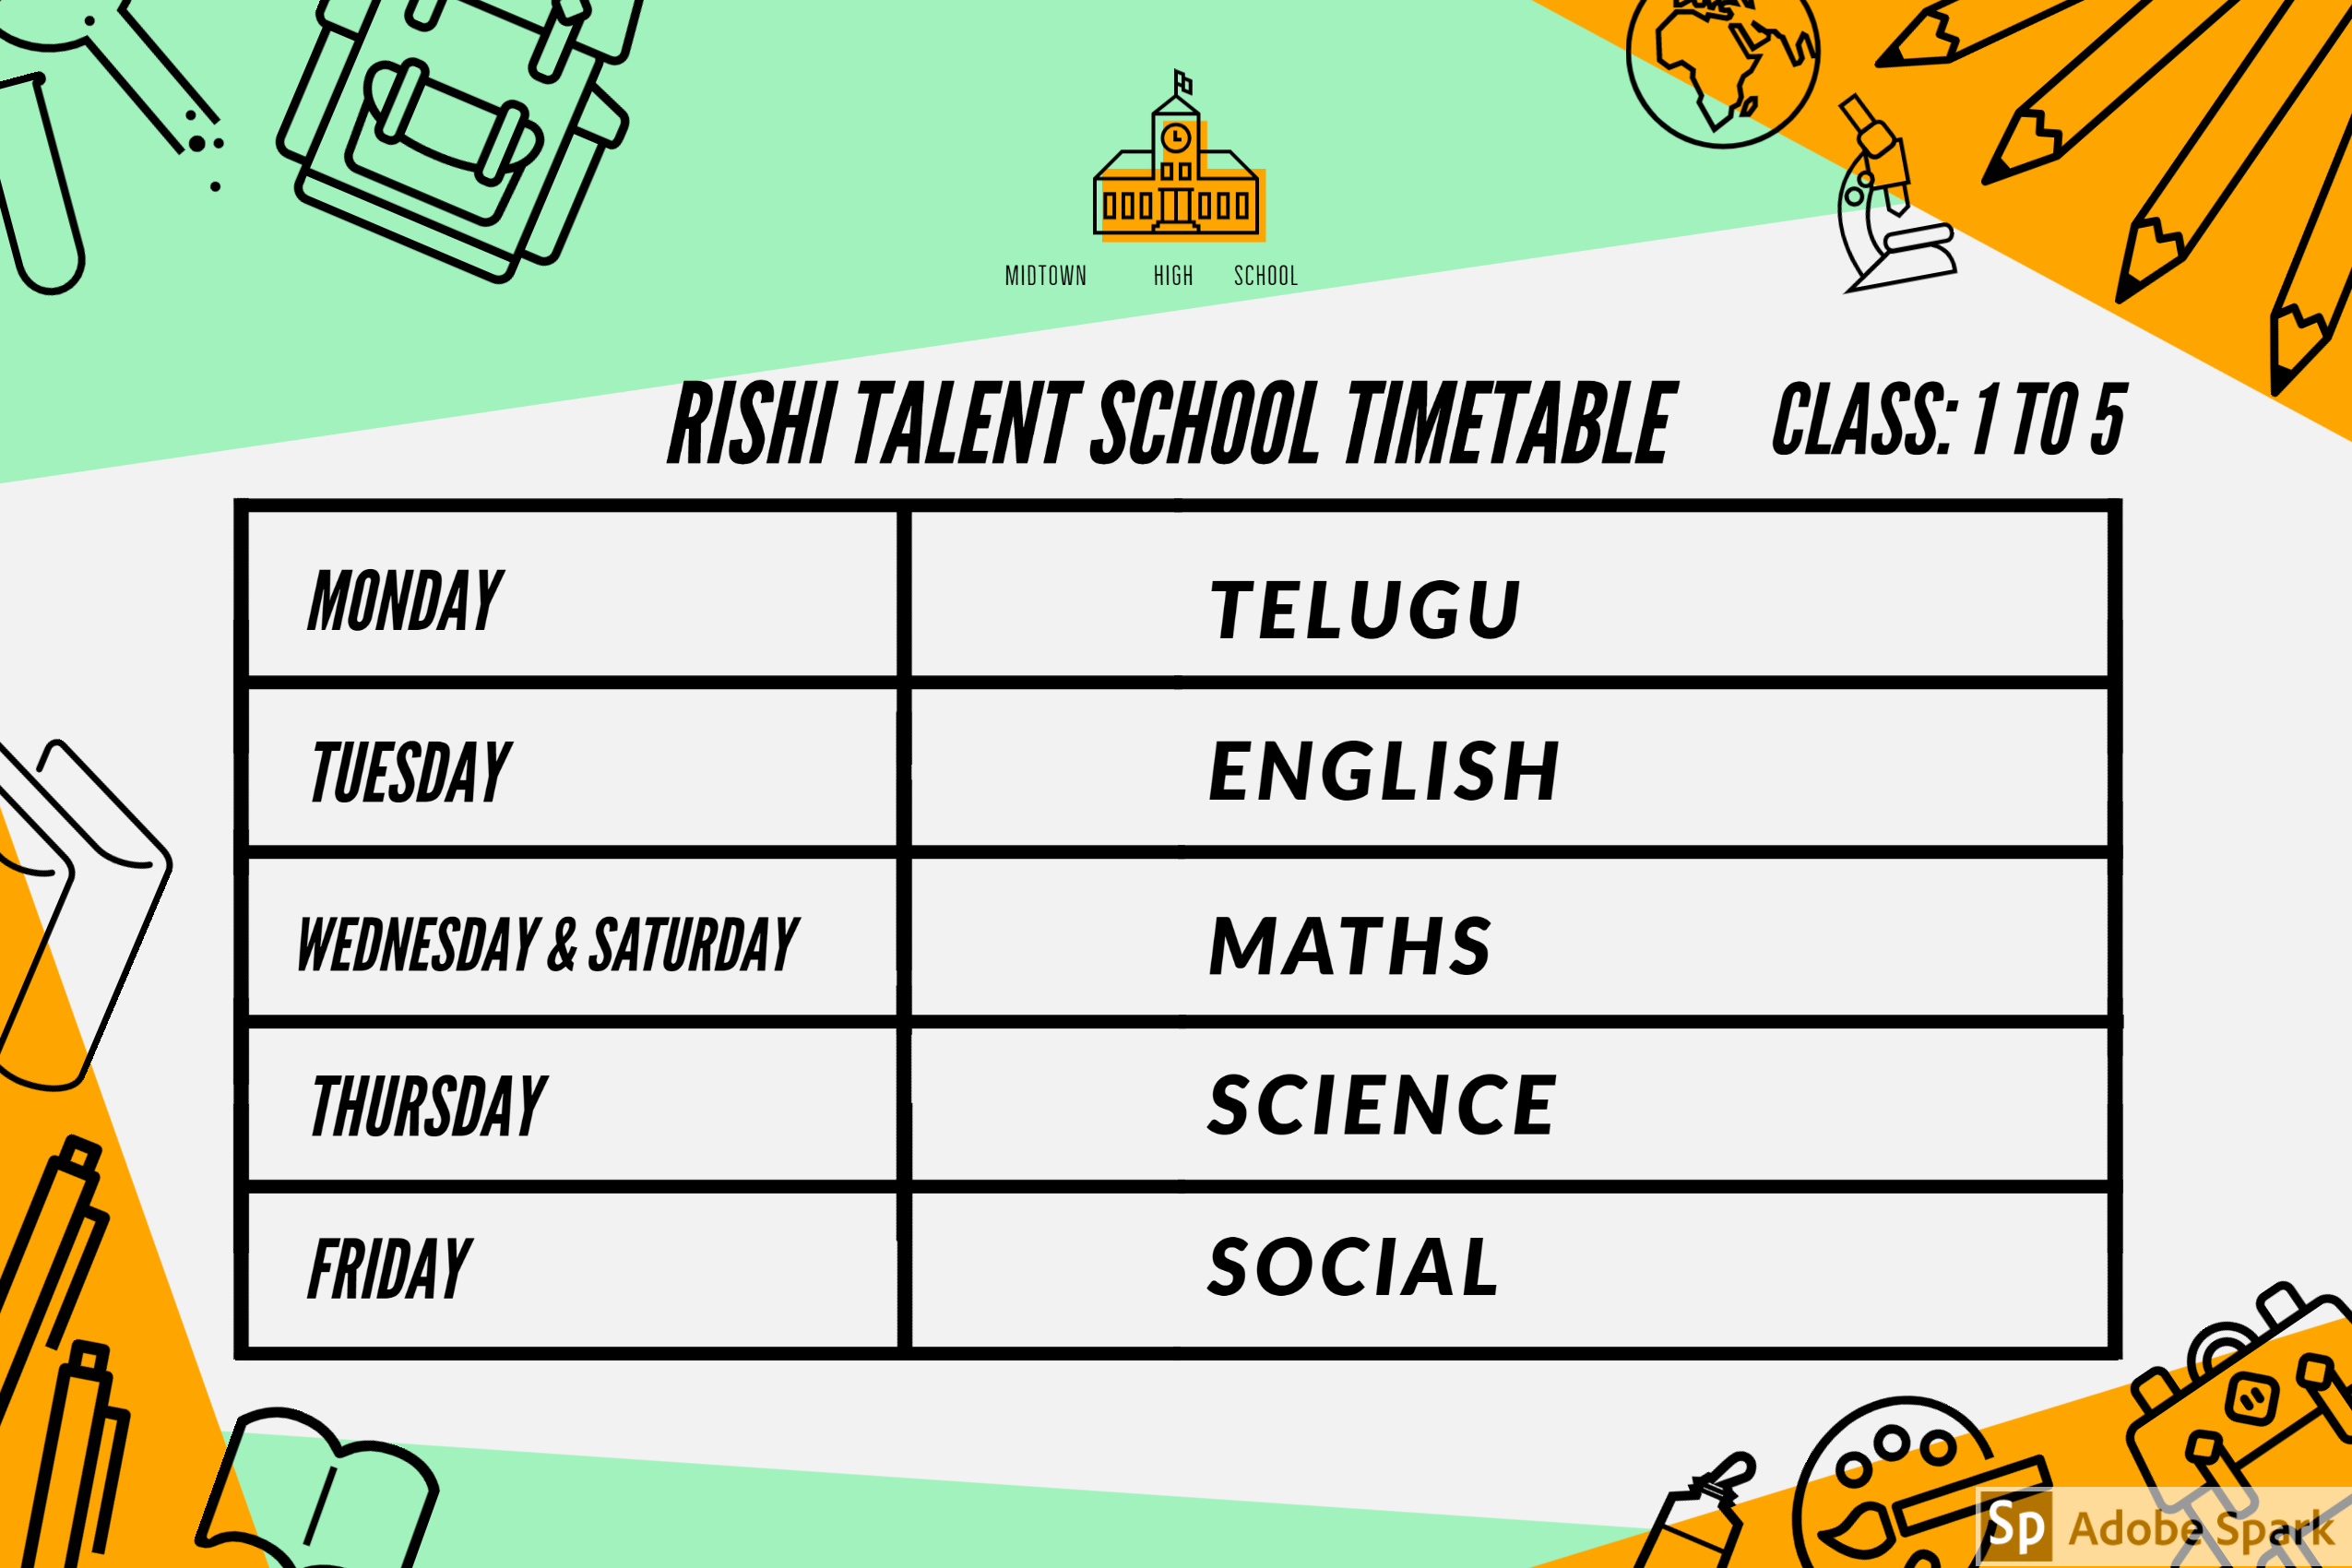 MIDTOWN HIGH SCHOOL
RISHI TALENT SCHOOL TIMETABLE CLASS: 1 TO 5
MONDAY TELUGU
TUESDAY ENGLISH
WEDNESDAY & SATURDAY MATHS
THURSDAY SCIENCE
FRIDAY SOCIAL
Sp Adobe Spark